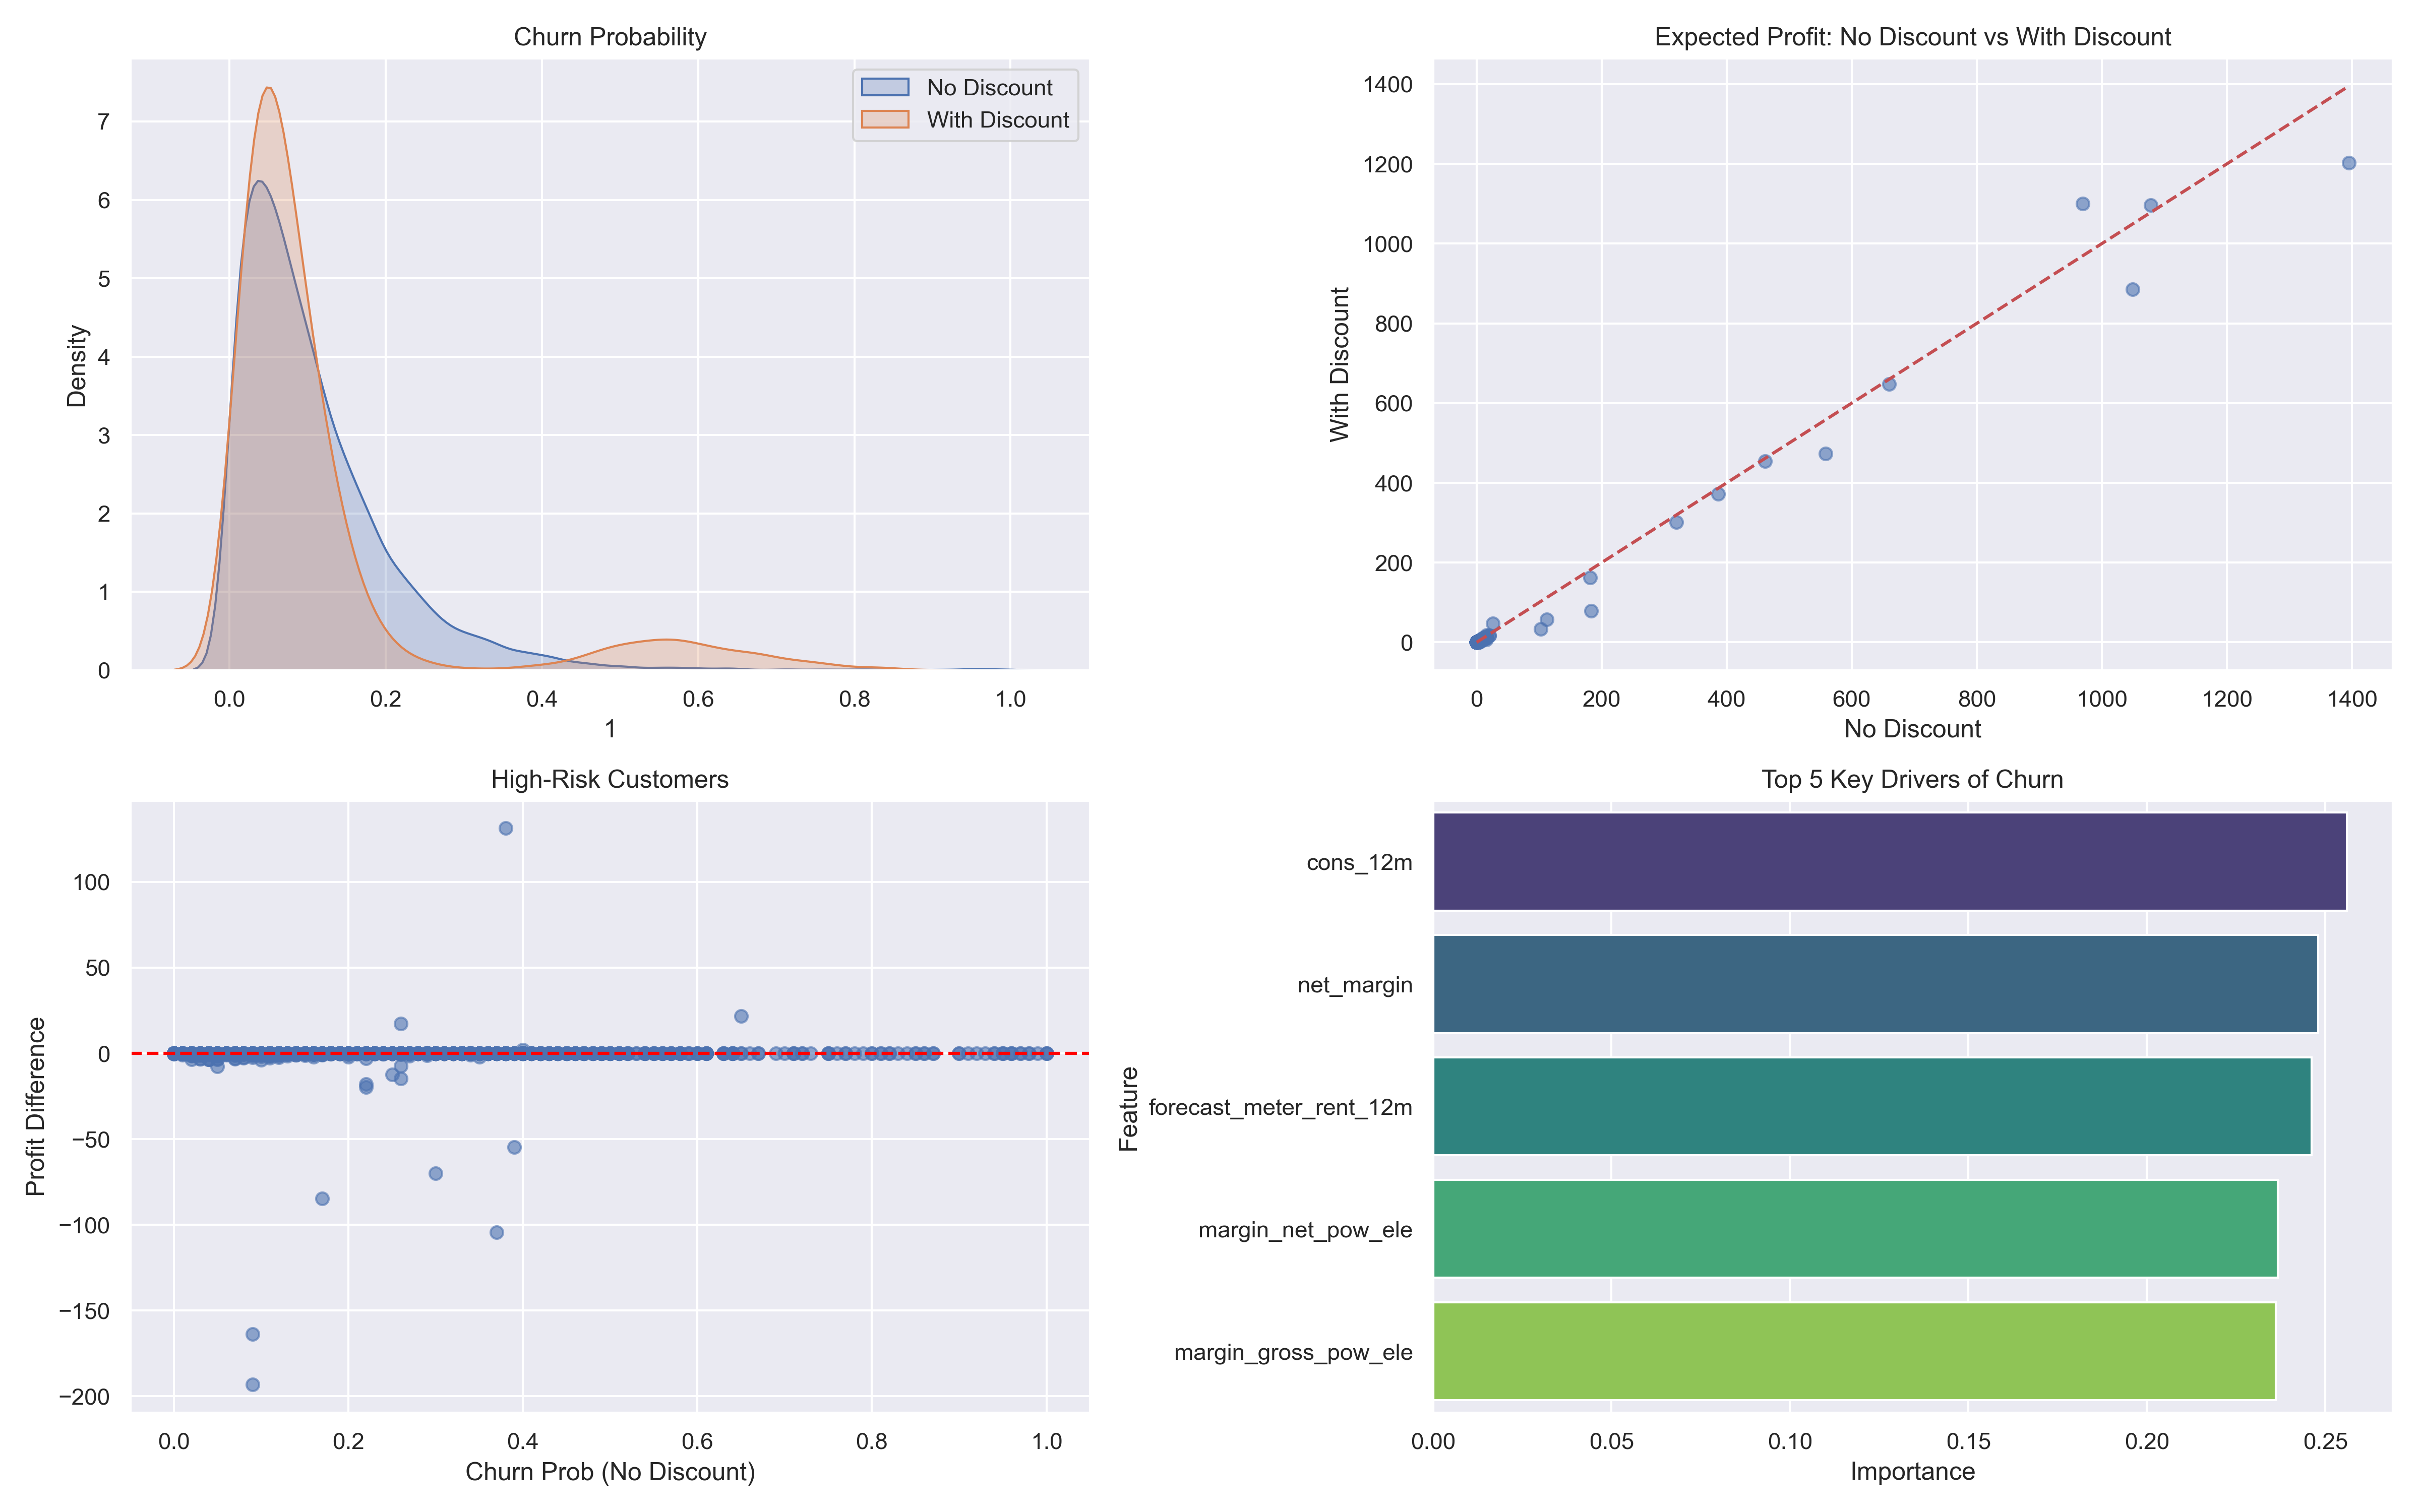 Churn Probability
No Discount
With Discount
7
6
5
4
3
2
1
0
Density
0.0 0.2 0.4 0.6 0.8 1.0
1
Expected Profit: No Discount vs With Discount
1400
1200
1000
800
600
400
200
0
With Discount
0 200 400 600 800 1000 1200 1400
No Discount
High-Risk Customers
100
50
0
−50
−100
−150
−200
Profit Difference
0.0 0.2 0.4 0.6 0.8 1.0
Churn Prob (No Discount)
Top 5 Key Drivers of Churn
cons_12m
net_margin
forecast_meter_rent_12m
margin_net_pow_ele
margin_gross_pow_ele
Feature
0.00 0.05 0.10 0.15 0.20 0.25
Importance